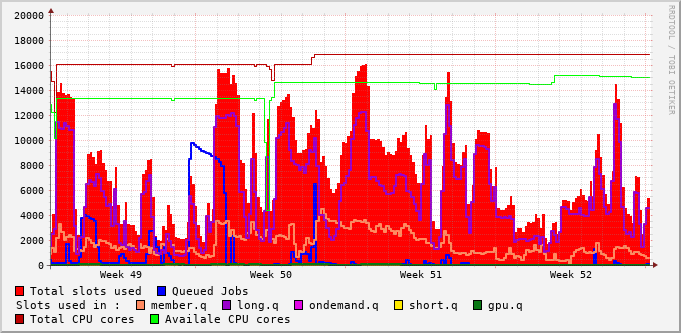 RRDTOOL / TOBI OETIKER
20000
18000
16000
14000
12000
10000
8000
6000
4000
2000
0
Week 49 Week 50 Week 51 Week 52
Total slots used Queued Jobs
Slots used in : member.q long.q ondemand.q short.q gpu.q
Total CPU cores Availale CPU cores